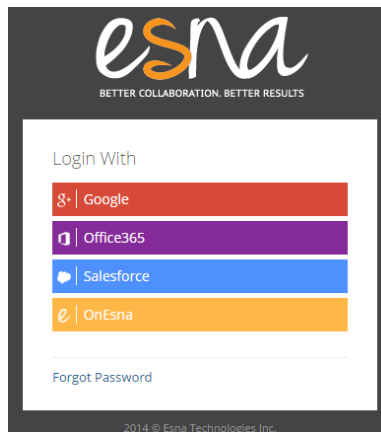 esna
BETTER COLLABORATION. BETTER RESULTS
Login With
g+ Google
Office365
Salesforce
e OnEsna
Forgot Password
2014 © Esna Technologies Inc.